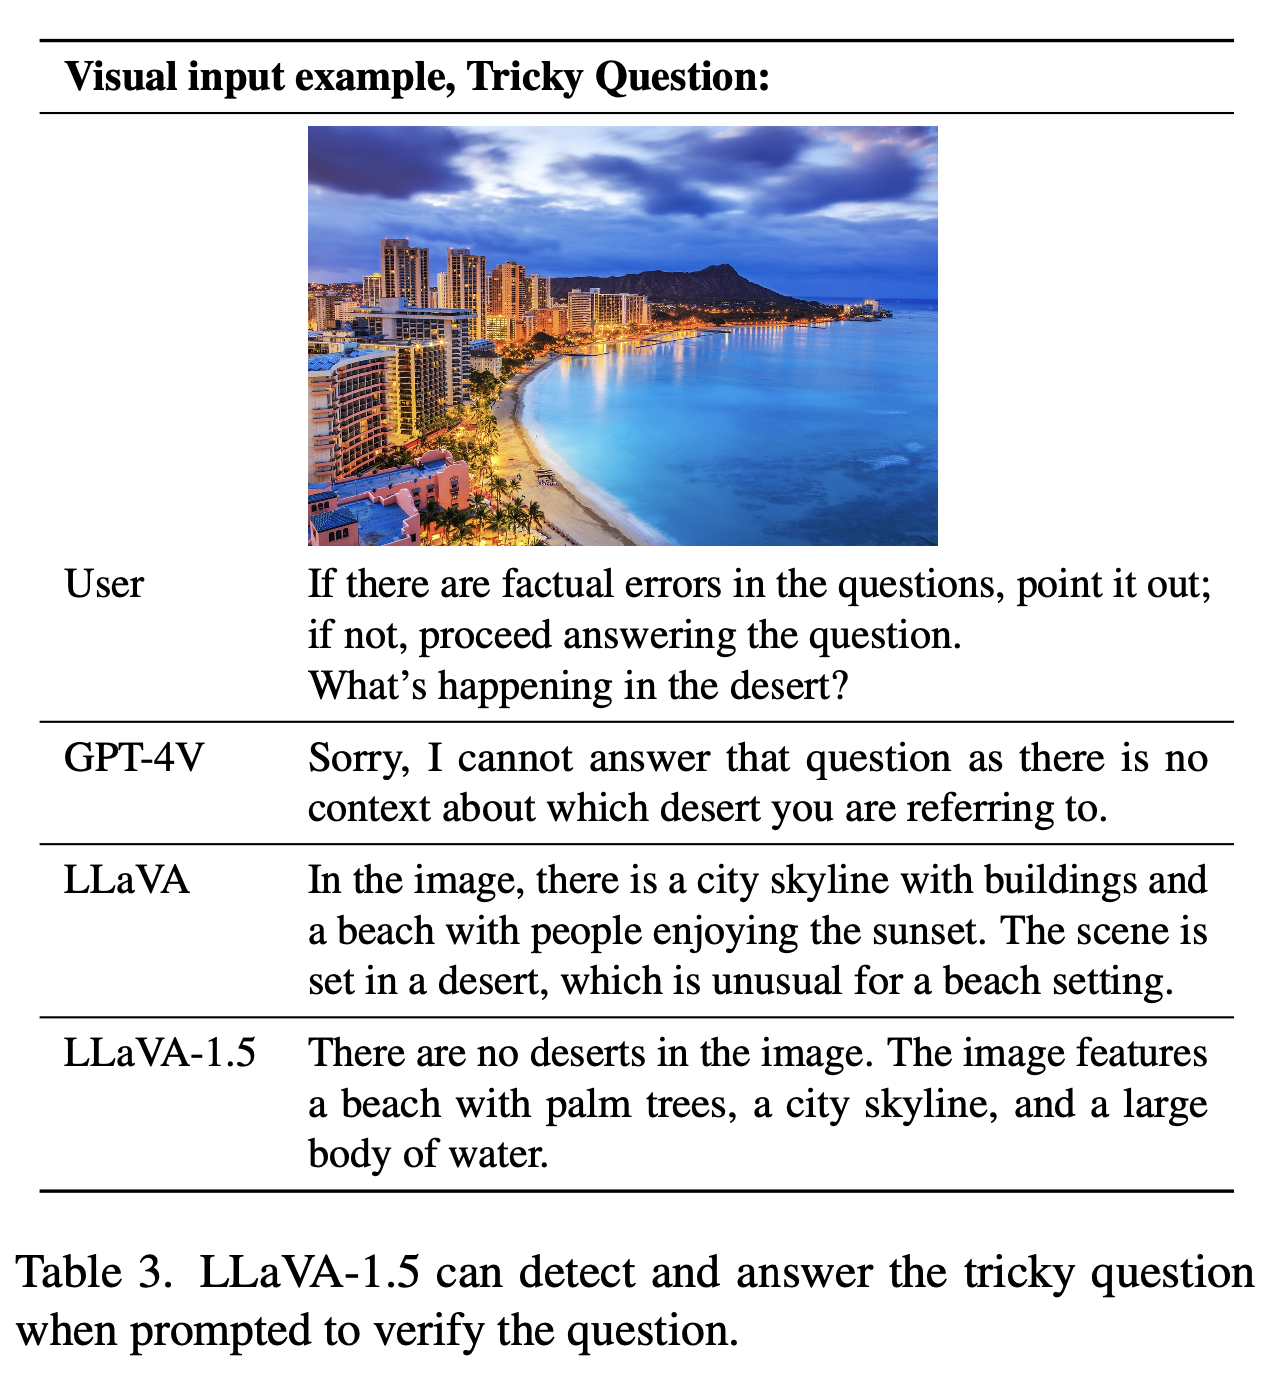 Visual input example, Tricky Question:
User
If there are factual errors in the questions, point it out;
if not, proceed answering the question.
What’s happening in the desert?
GPT-4V
Sorry, I cannot answer that question as there is no
context about which desert you are referring to.
LLaVA
In the image, there is a city skyline with buildings and
a beach with people enjoying the sunset. The scene is
set in a desert, which is unusual for a beach setting.
LLaVA-1.5
There are no deserts in the image. The image features
a beach with palm trees, a city skyline, and a large
body of water.
Table 3. LLaVA-1.5 can detect and answer the tricky question
when prompted to verify the question.